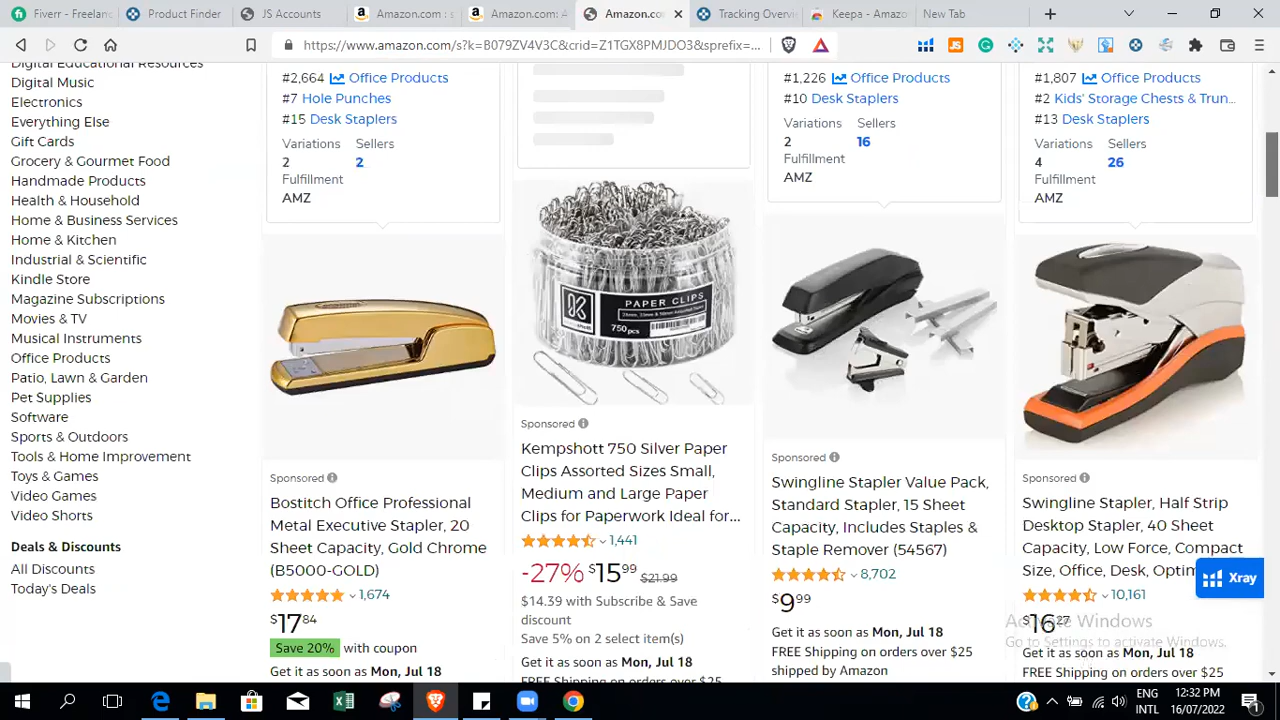 Fiverr - Freelan
Product Finder
JS Accounts
Amazon.com : s
Amazon.com: A
Amazon.co
Tracking Overvi
Keepa - Amazo
New Tab
https://www.amazon.com/s?k=B079ZV4V3C&crid=Z1TGX8PMJDO3&sprefix=...
Digital Educational Resources
Digital Music
Electronics
Everything Else
Gift Cards
Grocery & Gourmet Food
Handmade Products
Health & Household
Home & Business Services
Home & Kitchen
Industrial & Scientific
Kindle Store
Magazine Subscriptions
Movies & TV
Musical Instruments
Office Products
Patio, Lawn & Garden
Pet Supplies
Software
Sports & Outdoors
Tools & Home Improvement
Toys & Games
Video Games
Video Shorts
Deals & Discounts
All Discounts
Today's Deals
#2,664 Office Products
#7 Hole Punches
#15 Desk Staplers
Variations Sellers
2 2
Fulfillment
AMZ
Sponsored
Bostitch Office Professional
Metal Executive Stapler, 20
Sheet Capacity, Gold Chrome
(B5000-GOLD)
1,674
$17 84
Save 20% with coupon
Get it as soon as Mon, Jul 18
PAPER CLIPS
750 pcs
Sponsored
Kempshott 750 Silver Paper
Clips Assorted Sizes Small,
Medium and Large Paper
Clips for Paperwork Ideal for...
1,441
-27% $15 99 $21.99
$14.39 with Subscribe & Save
discount
Save 5% on 2 select item(s)
Get it as soon as Mon, Jul 18
FREE Shipping on orders over $25
#1,226 Office Products
#10 Desk Staplers
Variations Sellers
2 16
Fulfillment
AMZ
Sponsored
Swingline Stapler Value Pack,
Standard Stapler, 15 Sheet
Capacity, Includes Staples &
Staple Remover (54567)
8,702
$9 99
Get it as soon as Mon, Jul 18
FREE Shipping on orders over $25
shipped by Amazon
#1,807 Office Products
#2 Kids' Storage Chests & Trun...
#13 Desk Staplers
Variations Sellers
4 26
Fulfillment
AMZ
Sponsored
Swingline Stapler, Half Strip
Desktop Stapler, 40 Sheet
Capacity, Low Force, Compact
Size, Office, Desk, Optim
10,161
$16 27
Get it as soon as Mon, Jul 18
FREE Shipping on orders over $25
Xray
Activate Windows
Go to Settings to activate Windows.
ENG
INTL
12:32 PM
16/07/2022
1